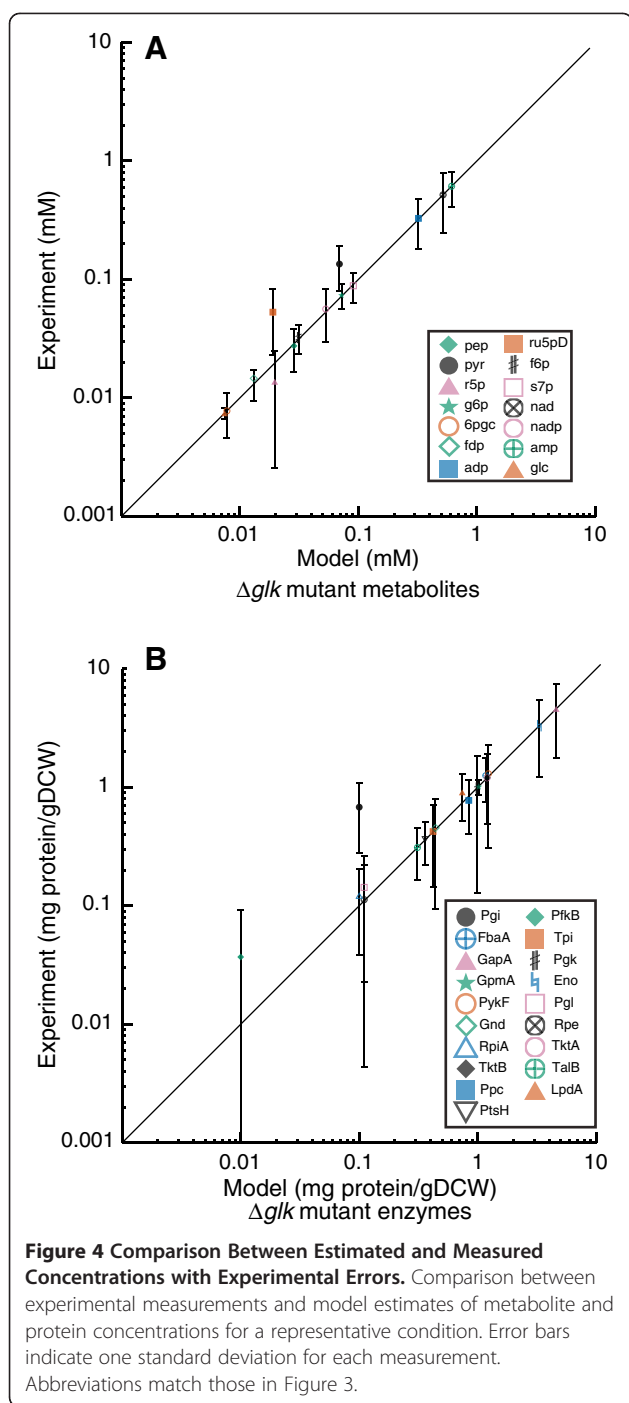 A
10
1
0.1
0.01
0.001
Experiment (mM)
pep
pyr
r5p
g6p
6pgc
fdp
adp
ru5pD
f6p
s7p
nad
nadp
amp
glc
0.01
0.1
1
10
Model (mM)
Δglk mutant metabolites
B
10
1
0.1
0.01
0.001
Experiment (mg protein/gDCW)
Pgi
FbaA
GapA
GpmA
PykF
Gnd
RpiA
TktB
Ppc
PtsH
PfkB
Tpi
Pgk
Eno
Pgl
Rpe
TktA
TalB
LpdA
0.01
0.1
1
10
Model (mg protein/gDCW)
Δglk mutant enzymes
Figure 4 Comparison Between Estimated and Measured
Concentrations with Experimental Errors. Comparison between
experimental measurements and model estimates of metabolite and
protein concentrations for a representative condition. Error bars
indicate one standard deviation for each measurement.
Abbreviations match those in Figure 3.